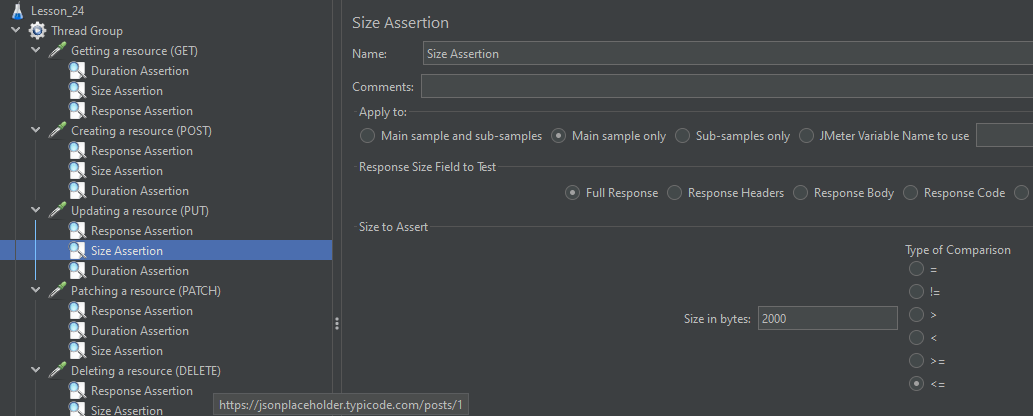 Lesson_24
Thread Group
Getting a resource (GET)
Duration Assertion
Size Assertion
Response Assertion
Creating a resource (POST)
Response Assertion
Size Assertion
Duration Assertion
Updating a resource (PUT)
Response Assertion
Size Assertion
Duration Assertion
Patching a resource (PATCH)
Response Assertion
Duration Assertion
Size Assertion
Deleting a resource (DELETE)
Response Assertion
Size Assertion
https://jsonplaceholder.typicode.com/posts/1
Size Assertion
Name: Size Assertion
Comments:
Apply to:
Main sample and sub-samples Main sample only Sub-samples only JMeter Variable Name to use
Response Size Field to Test
Full Response Response Headers Response Body Response Code
Size to Assert
Type of Comparison
=
!=
>
Size in bytes: 2000
<
>=
<=